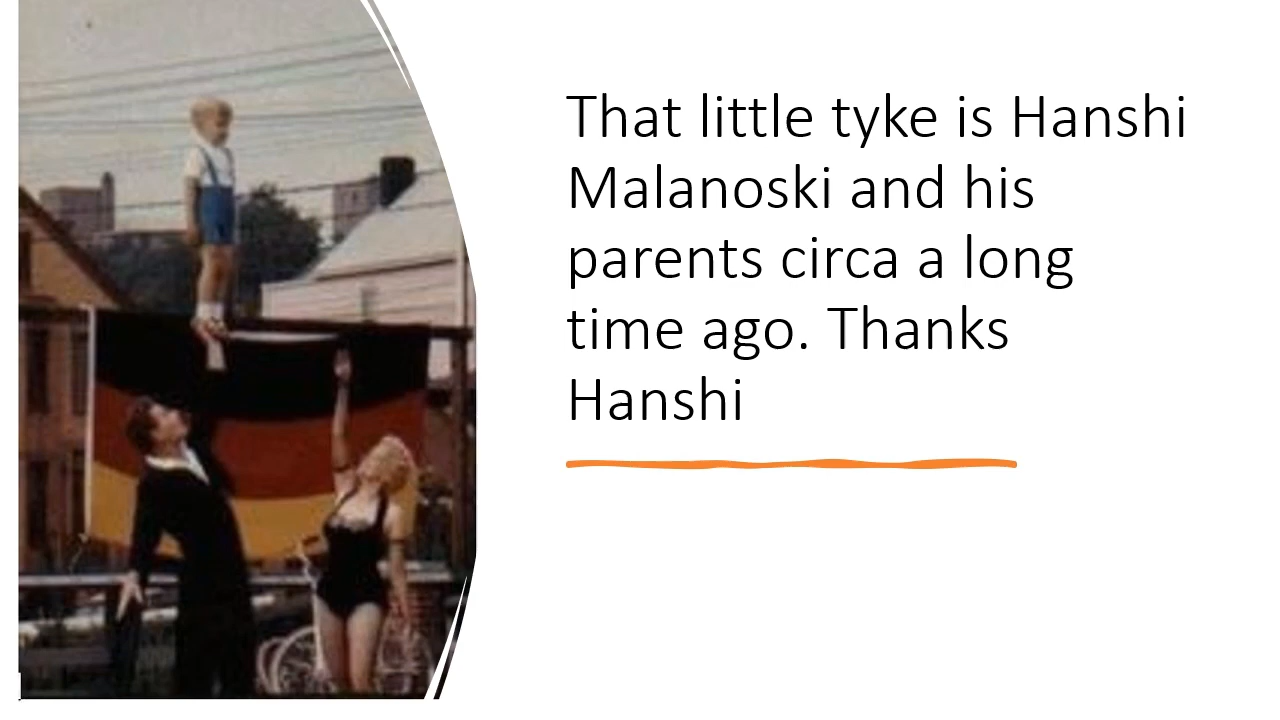 That little tyke is Hanshi
Malanoski and his
parents circa a long
time ago. Thanks
Hanshi